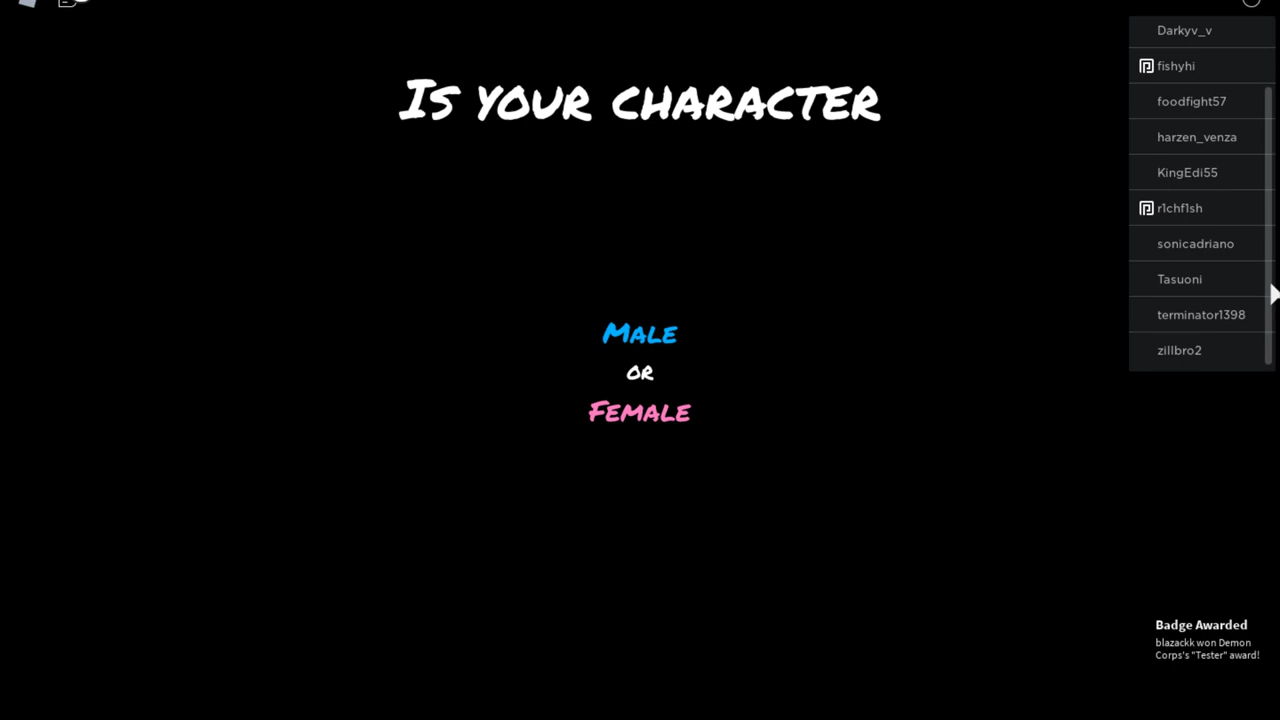 Is your character
Male
or
Female
Darkyv_v
fishyhi
foodfight57
harzen_venza
KingEdi55
r1chf1sh
sonicadriano
Tasuoni
terminator1398
zillbro2
Badge Awarded
blazackk won Demon
Corps's "Tester" award!